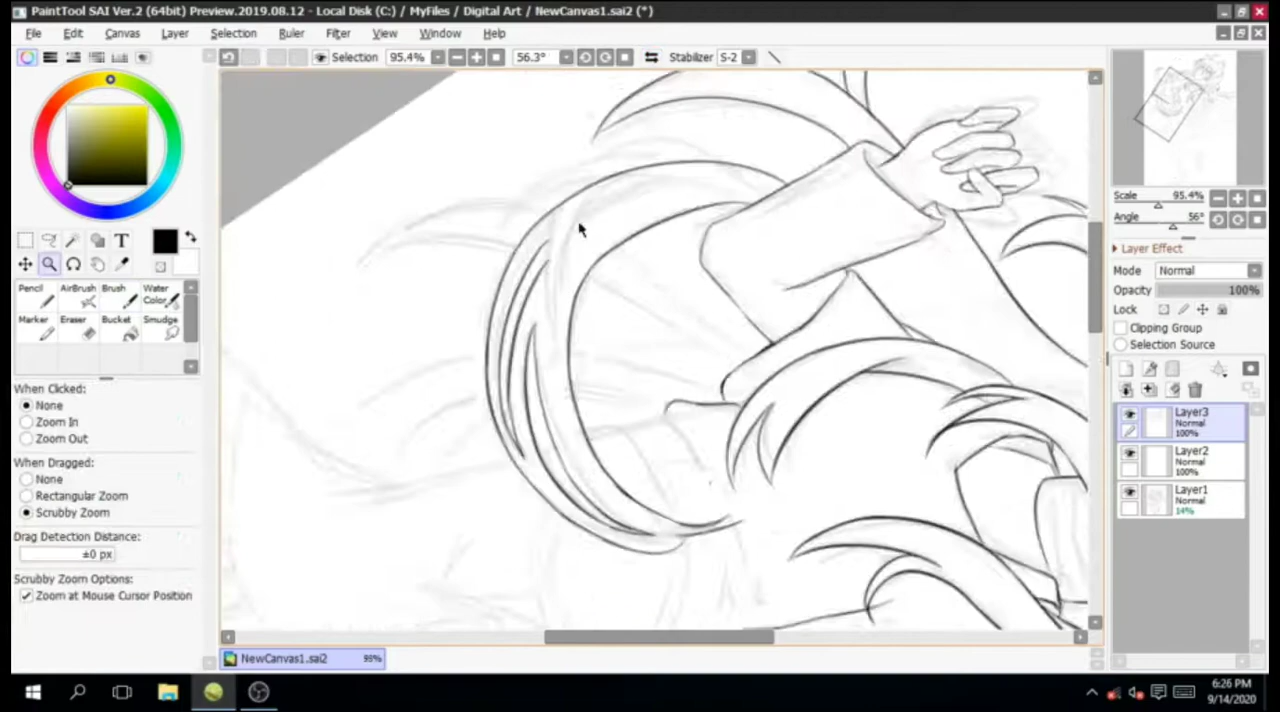 PaintTool SAI Ver.2 (64bit) Preview.2019.08.12 - Local Disk (C:) / MyFiles / Digital Art / NewCanvas1.sai2 (*)
File Edit Canvas Layer Selection Ruler Filter View Window Help
Selection 95.4% 56.3° Stabilizer S-2
T
Pencil AirBrush Brush Water Color
Marker Eraser Bucket Smudge
When Clicked:
None
Zoom In
Zoom Out
When Dragged:
None
Rectangular Zoom
Scrubby Zoom
Drag Detection Distance:
±0 px
Scrubby Zoom Options:
Zoom at Mouse Cursor Position
Scale 95.4%
Angle 56°
Layer Effect
Mode Normal
Opacity 100%
Lock
Clipping Group
Selection Source
Layer3
Normal
100%
Layer2
Normal
100%
Layer1
Normal
14%
NewCanvas1.sai2 99%
6:26 PM
9/14/2020